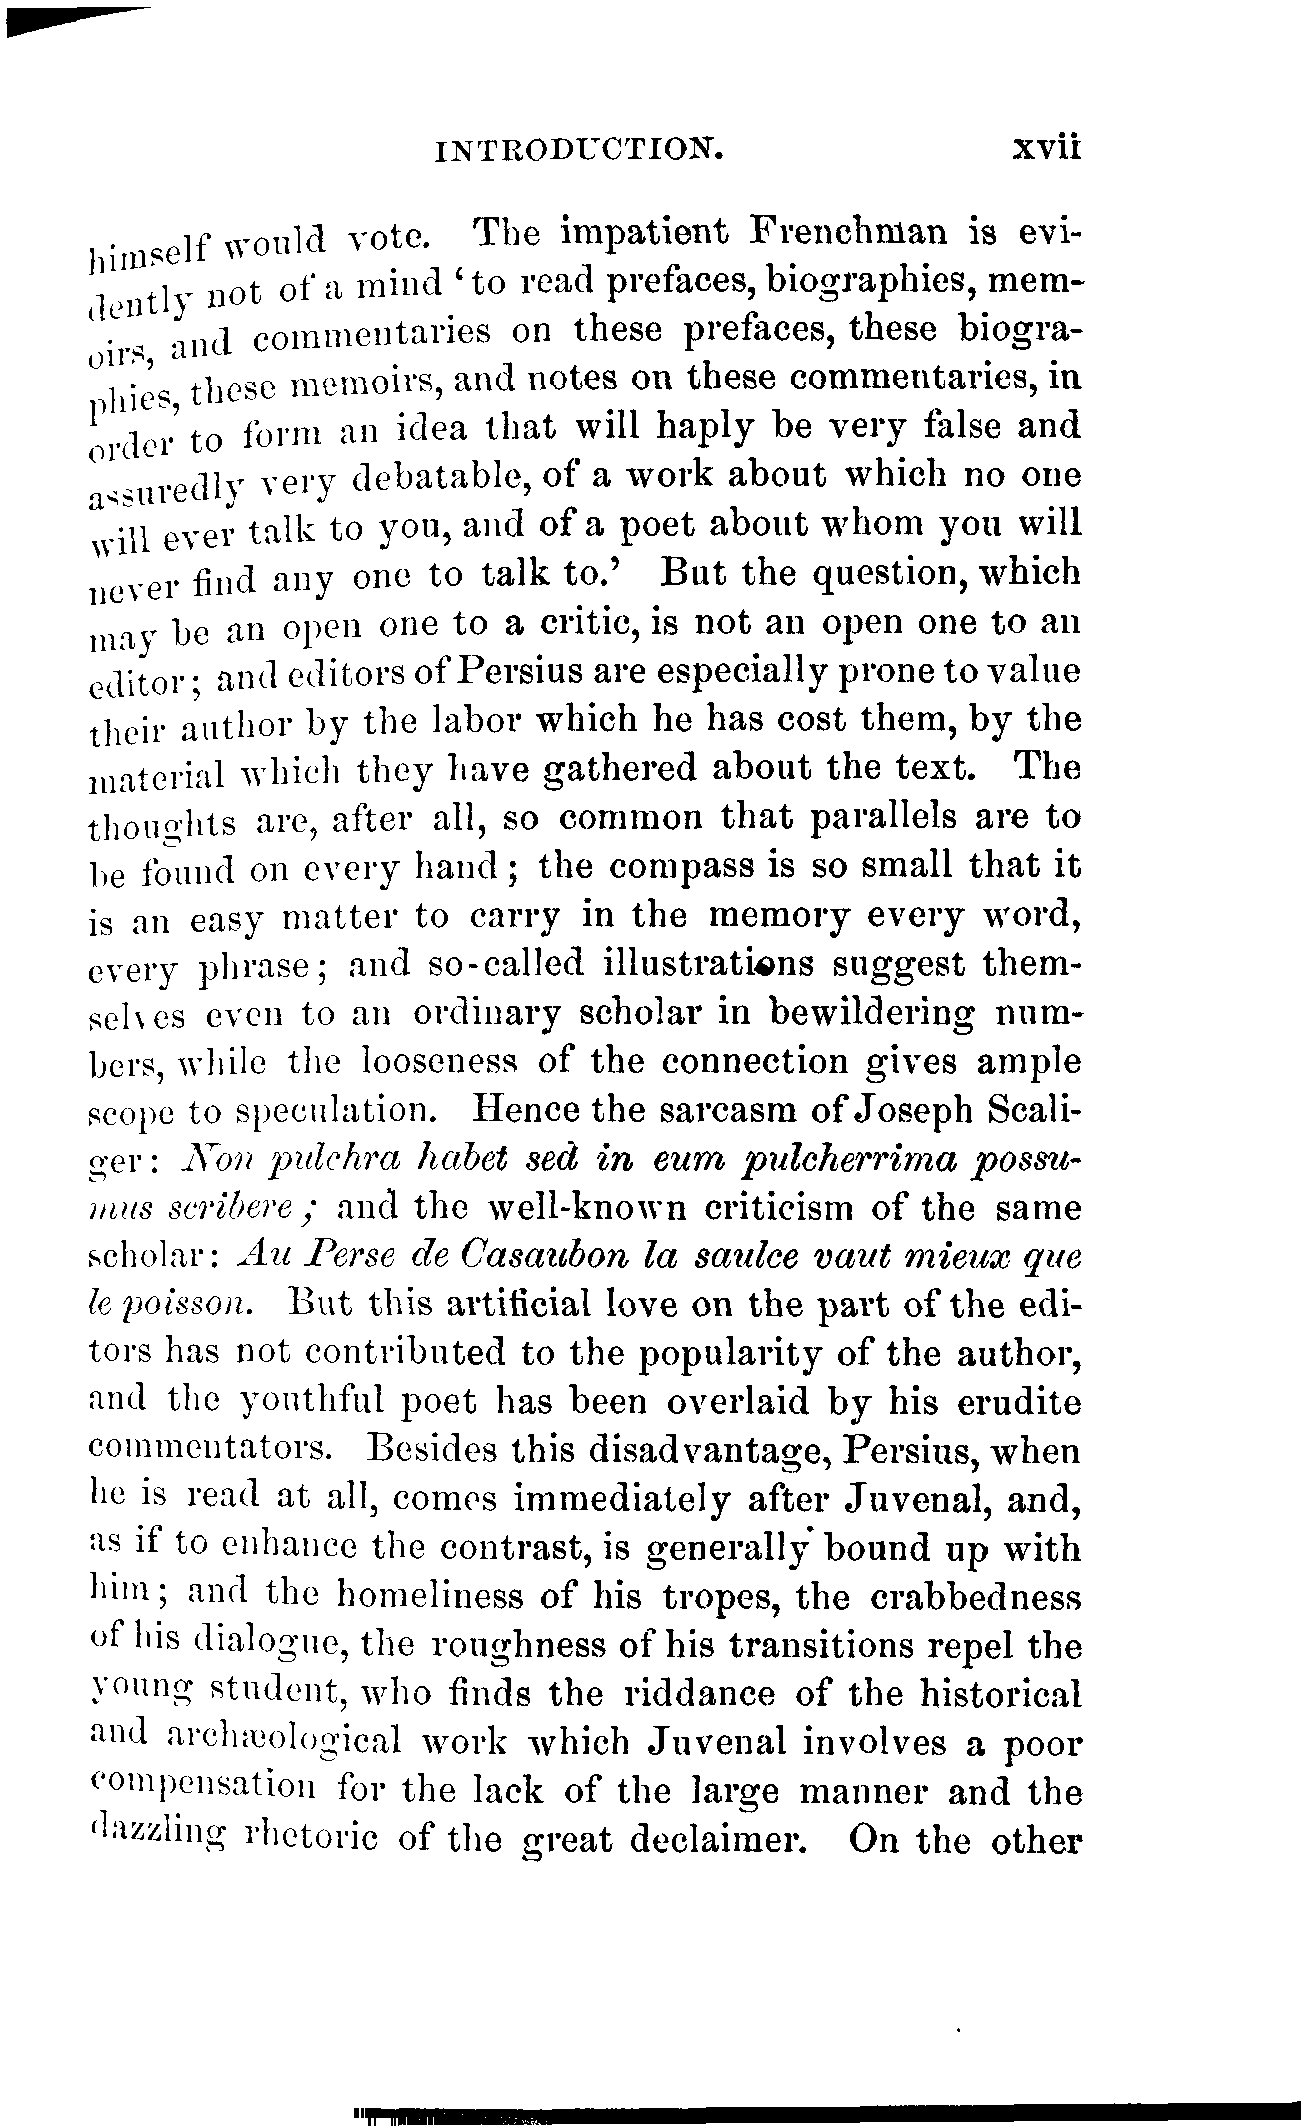 INTRODUCTION. xvii
himself would vote. The impatient Frenchman is evi-
dently not of a mind ‘to read prefaces, biographies, mem-
oirs, and commentaries on these prefaces, these biogra-
phies, these memoirs, and notes on these commentaries, in
order to form an idea that will haply be very false and
assuredly very debatable, of a work about which no one
will ever talk to you, and of a poet about whom you will
never find any one to talk to.’ But the question, which
may be an open one to a critic, is not an open one to an
editor; and editors of Persius are especially prone to value
their author by the labor which he has cost them, by the
material which they have gathered about the text. The
thoughts are, after all, so common that parallels are to
be found on every hand; the compass is so small that it
is an easy matter to carry in the memory every word,
every phrase; and so-called illustrations suggest them-
selves even to an ordinary scholar in bewildering num-
bers, while the looseness of the connection gives ample
scope to speculation. Hence the sarcasm of Joseph Scali-
ger: Non pulchra habet sed in eum pulcherrima possu-
mus scribere; and the well-known criticism of the same
scholar: Au Perse de Casaubon la saulce vaut mieux que
le poisson. But this artificial love on the part of the edi-
tors has not contributed to the popularity of the author,
and the youthful poet has been overlaid by his erudite
commentators. Besides this disadvantage, Persius, when
he is read at all, comes immediately after Juvenal, and,
as if to enhance the contrast, is generally bound up with
him; and the homeliness of his tropes, the crabbedness
of his dialogue, the roughness of his transitions repel the
young student, who finds the riddance of the historical
and archæological work which Juvenal involves a poor
compensation for the lack of the large manner and the
dazzling rhetoric of the great declaimer. On the other